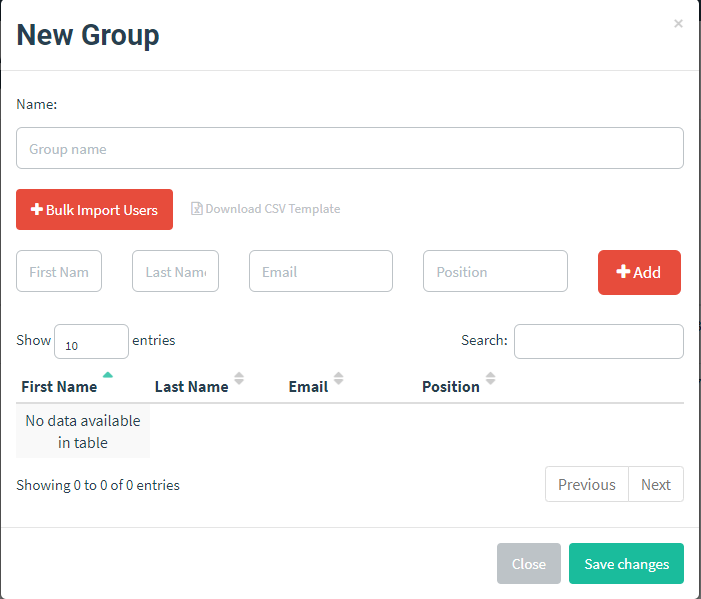 New Group
×
Name:
Group name
Bulk Import Users
Download CSV Template
First Nam
Last Name
Email
Position
Add
Show 10 entries
Search:
First Name Last Name Email Position
No data available
in table
Showing 0 to 0 of 0 entries
Previous Next
Close Save changes